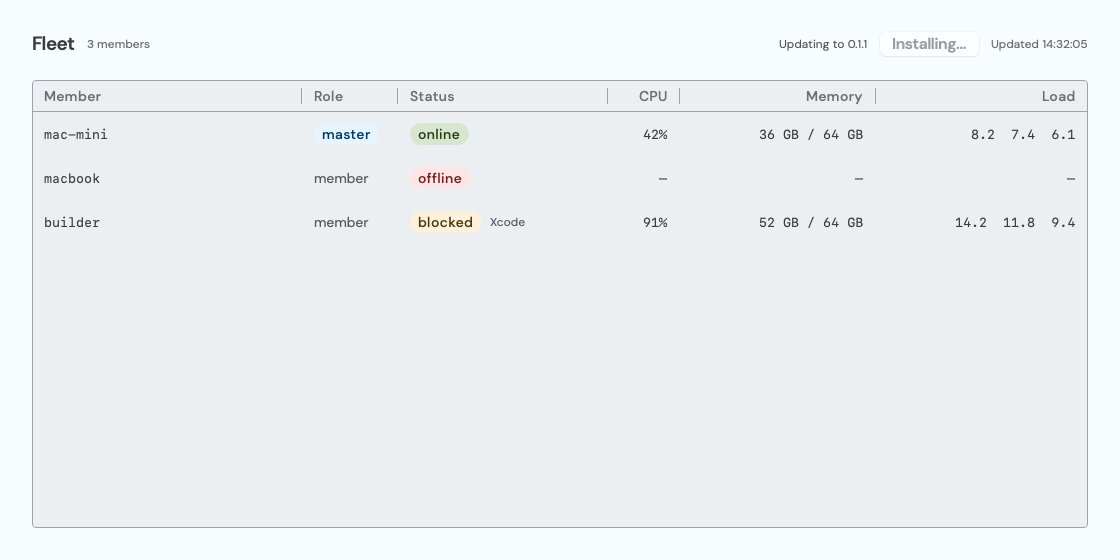 Fleet 3 members Updating to 0.1.1 Installing... Updated 14:32:05
Member Role Status CPU Memory Load
mac-mini master online 42% 36 GB / 64 GB 8.2 7.4 6.1
macbook member offline — — —
builder member blocked Xcode 91% 52 GB / 64 GB 14.2 11.8 9.4